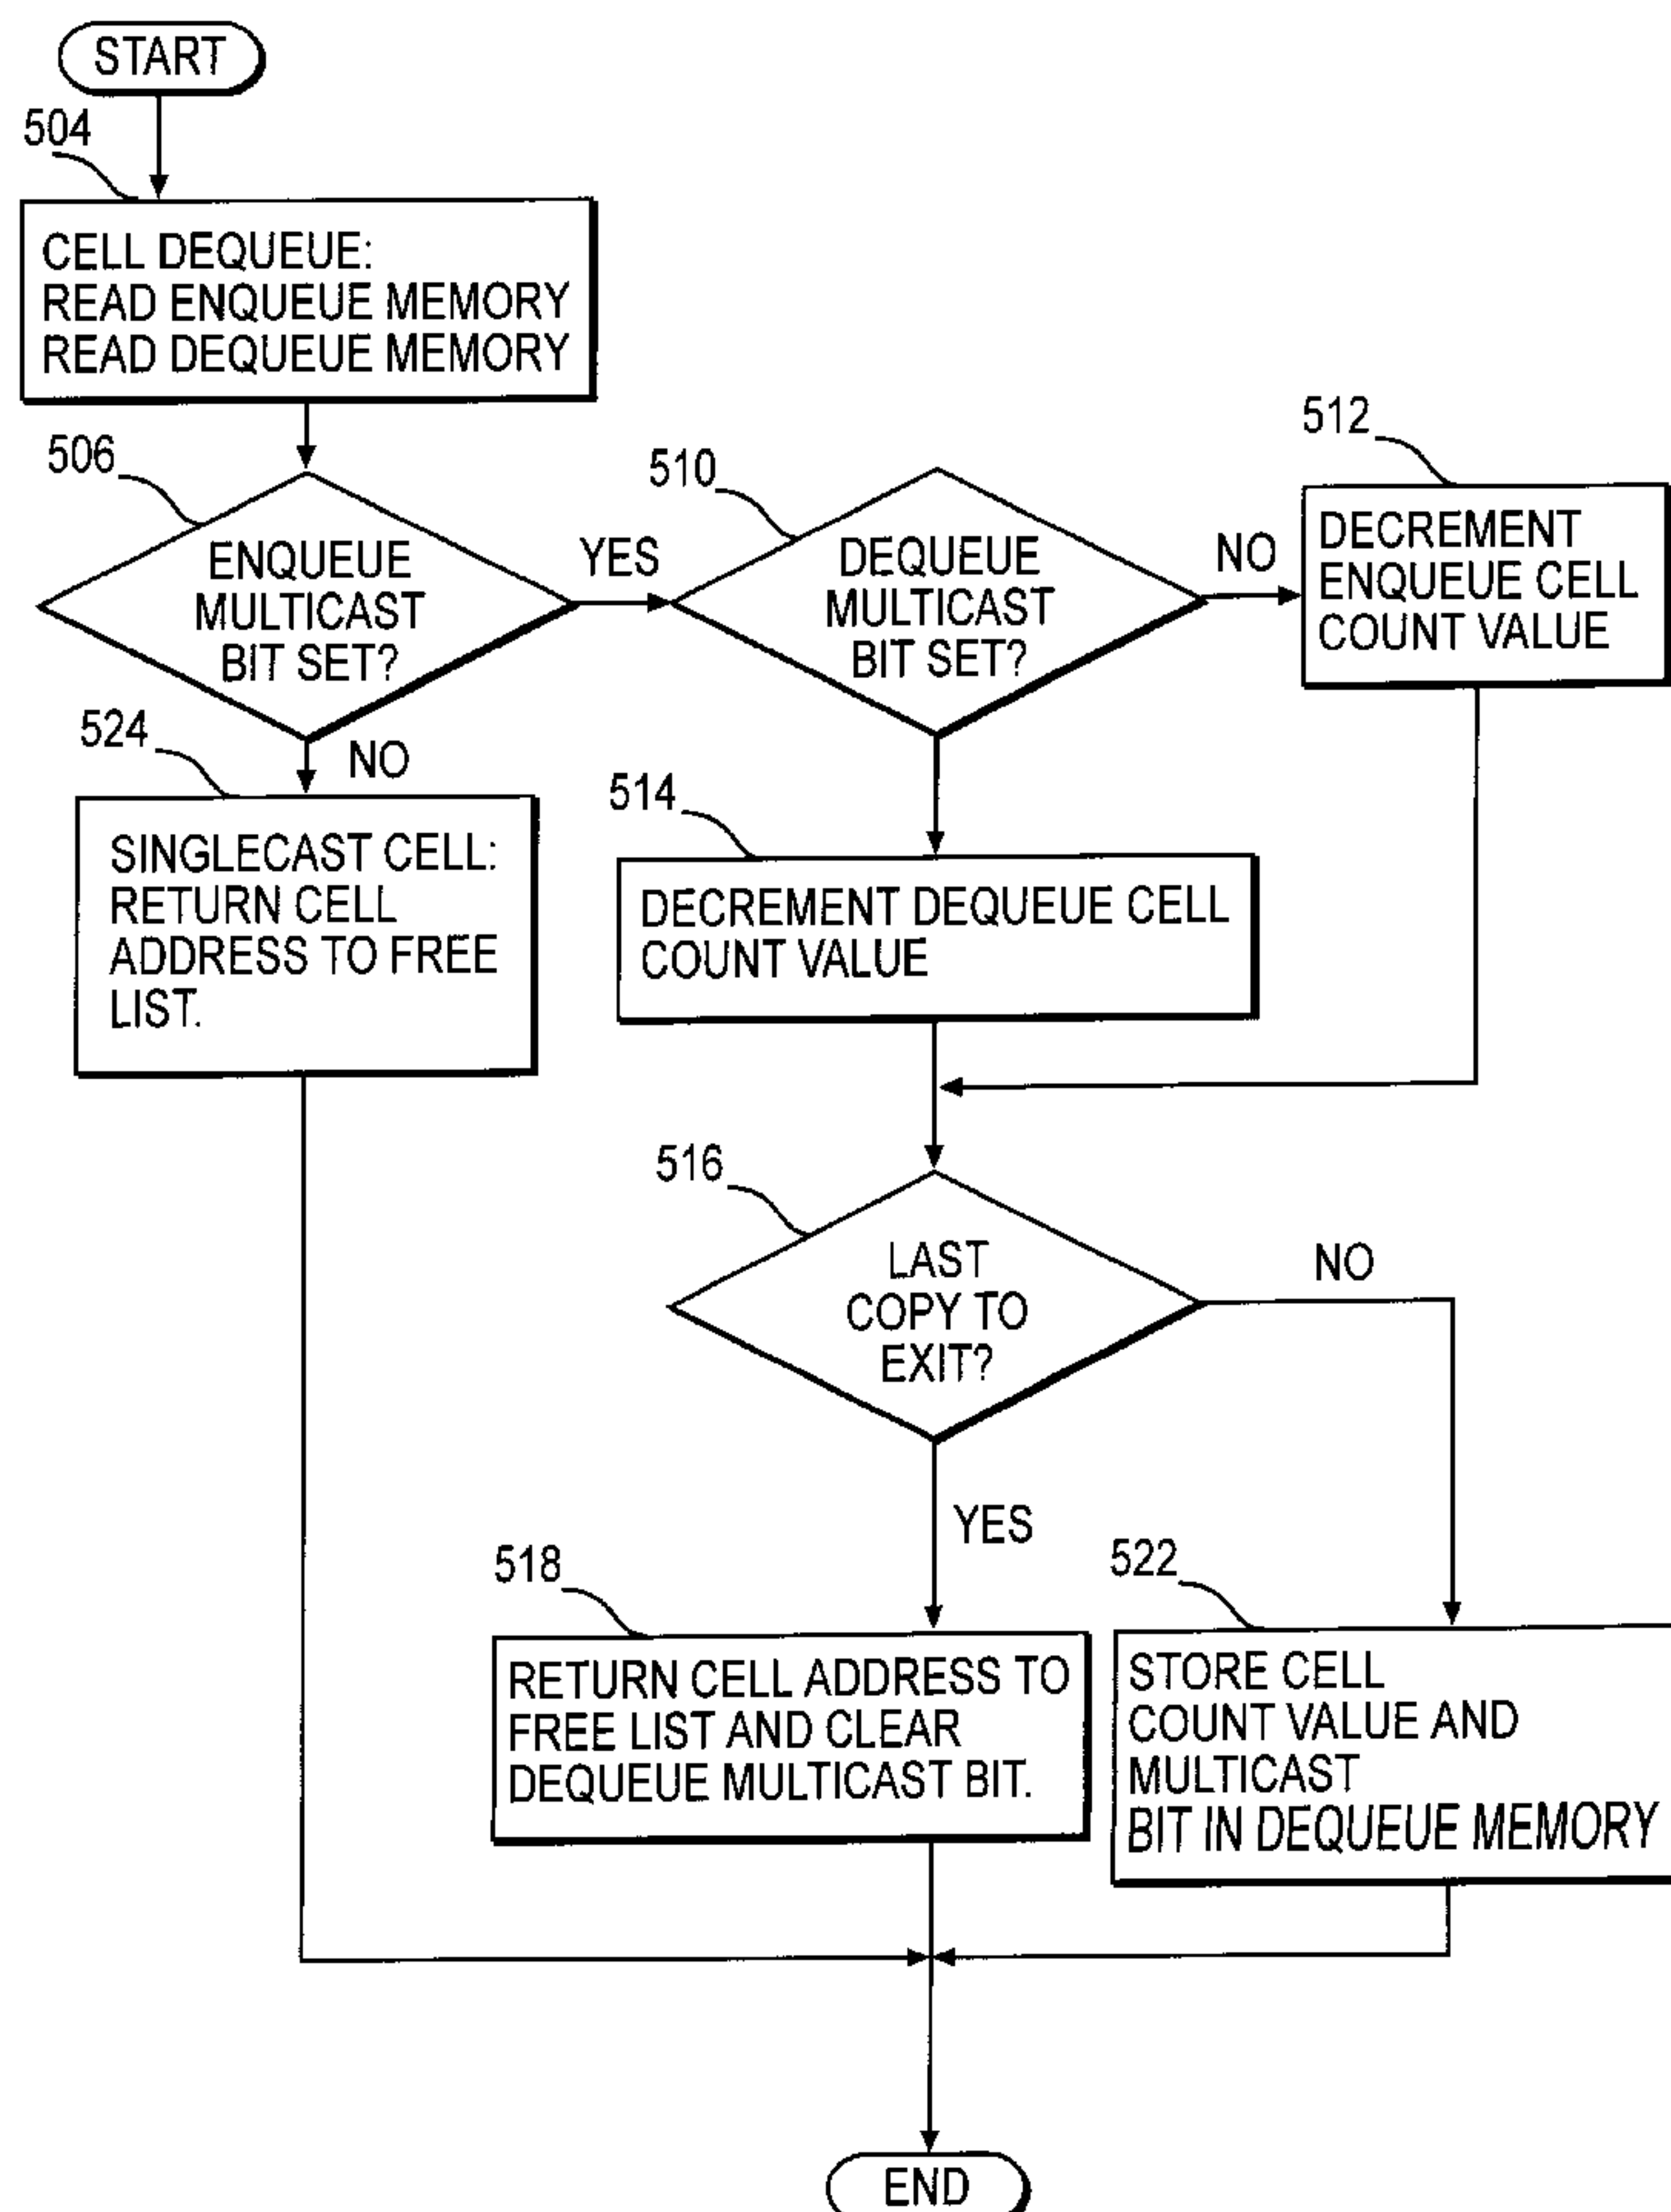 START
504
CELL DEQUEUE:
READ ENQUEUE MEMORY
READ DEQUEUE MEMORY
506
ENQUEUE
MULTICAST
BIT SET?
YES
510
DEQUEUE
MULTICAST
BIT SET?
NO
512
DECREMENT
ENQUEUE CELL
COUNT VALUE
NO
524
SINGLECAST CELL:
RETURN CELL
ADDRESS TO FREE
LIST.
514
DECREMENT DEQUEUE CELL
COUNT VALUE
516
LAST
COPY TO
EXIT?
NO
YES
518
RETURN CELL ADDRESS TO
FREE LIST AND CLEAR
DEQUEUE MULTICAST BIT.
522
STORE CELL
COUNT VALUE AND
MULTICAST
BIT IN DEQUEUE MEMORY
END